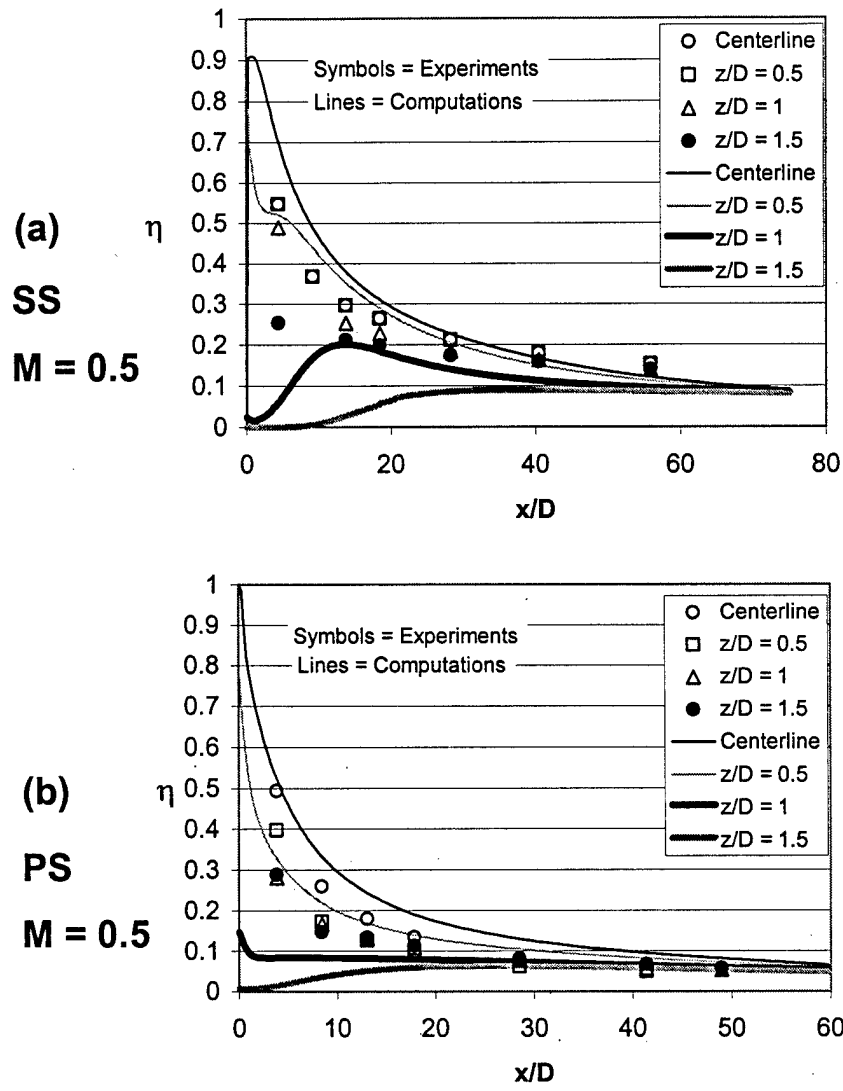 (a)
SS
M = 0.5
η
1
0.9
0.8
0.7
0.6
0.5
0.4
0.3
0.2
0.1
0
Symbols = Experiments
Lines = Computations
Centerline
z/D = 0.5
z/D = 1
z/D = 1.5
Centerline
z/D = 0.5
z/D = 1
z/D = 1.5
0 20 40 60 80
x/D
(b)
PS
M = 0.5
η
1
0.9
0.8
0.7
0.6
0.5
0.4
0.3
0.2
0.1
0
Symbols = Experiments
Lines = Computations
Centerline
z/D = 0.5
z/D = 1
z/D = 1.5
Centerline
z/D = 0.5
z/D = 1
z/D = 1.5
0 10 20 30 40 50 60
x/D